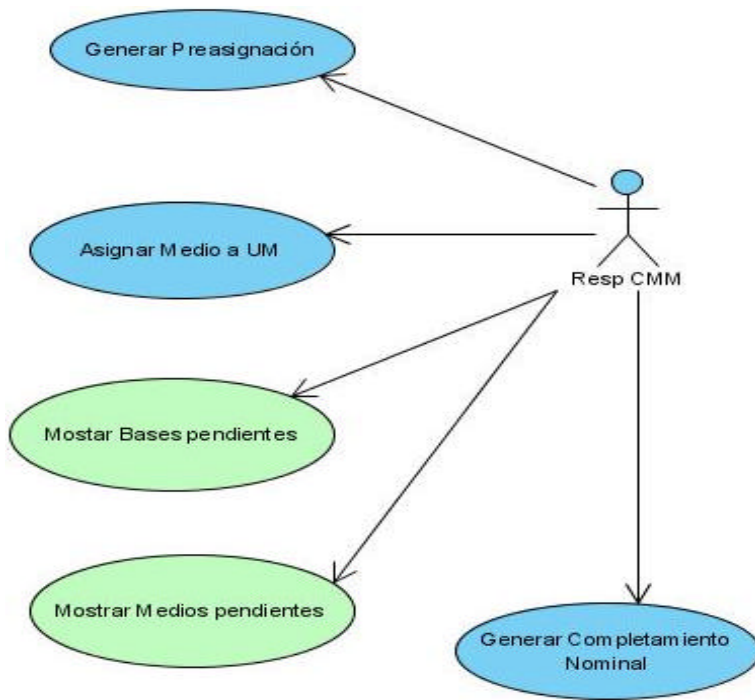 Generar Preasignación
Asignar Medio a UM
Resp CMM
Mostar Bases pendientes
Mostrar Medios pendientes
Generar Completamiento
Nominal